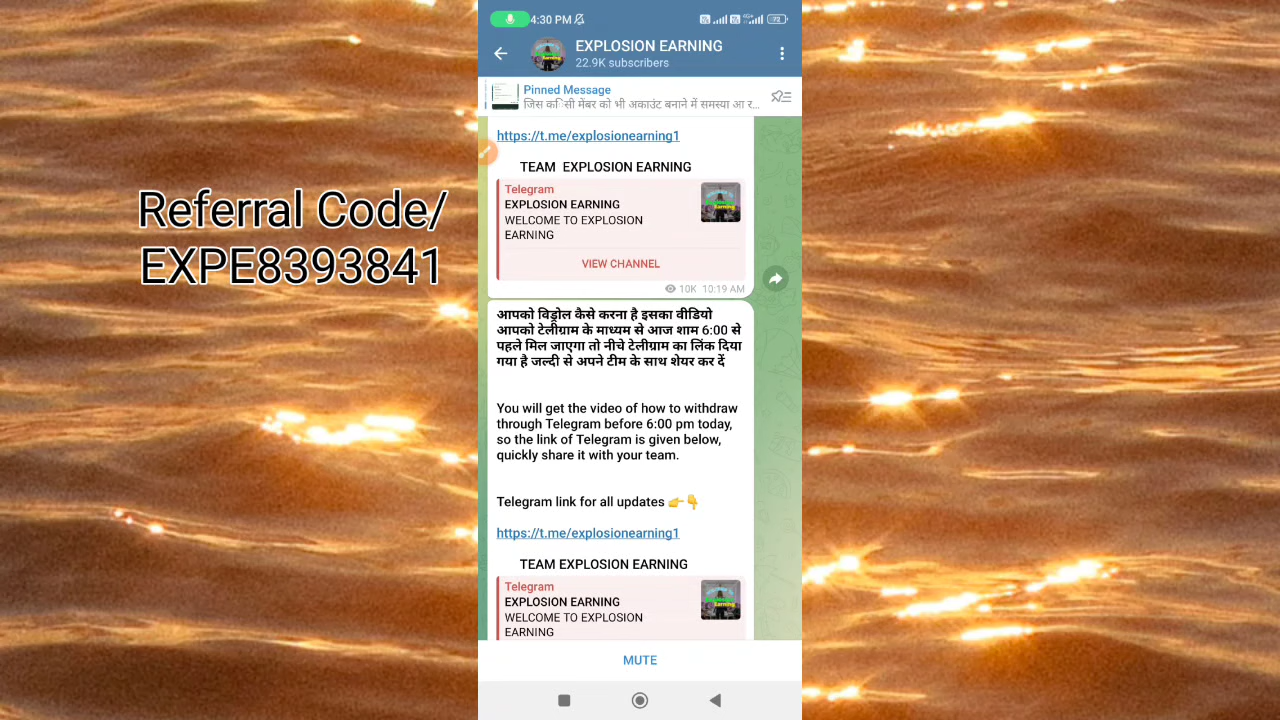 Referral Code/
EXPE8393841
4:30 PM
72
EXPLOSION EARNING
22.9K subscribers
Pinned Message
जिस किसी मेंबर को भी अकाउंट बनाने में समस्या आ र...
https://t.me/explosionearning1
TEAM EXPLOSION EARNING
Telegram
EXPLOSION EARNING
WELCOME TO EXPLOSION
EARNING
VIEW CHANNEL
10K 10:19 AM
आपको विड्रोल कैसे करना है इसका वीडियो
आपको टेलीग्राम के माध्यम से आज शाम 6:00 से
पहले मिल जाएगा तो नीचे टेलीग्राम का लिंक दिया
गया है जल्दी से अपने टीम के साथ शेयर कर दें
You will get the video of how to withdraw
through Telegram before 6:00 pm today,
so the link of Telegram is given below,
quickly share it with your team.
Telegram link for all updates 👉👇
https://t.me/explosionearning1
TEAM EXPLOSION EARNING
Telegram
EXPLOSION EARNING
WELCOME TO EXPLOSION
EARNING
MUTE